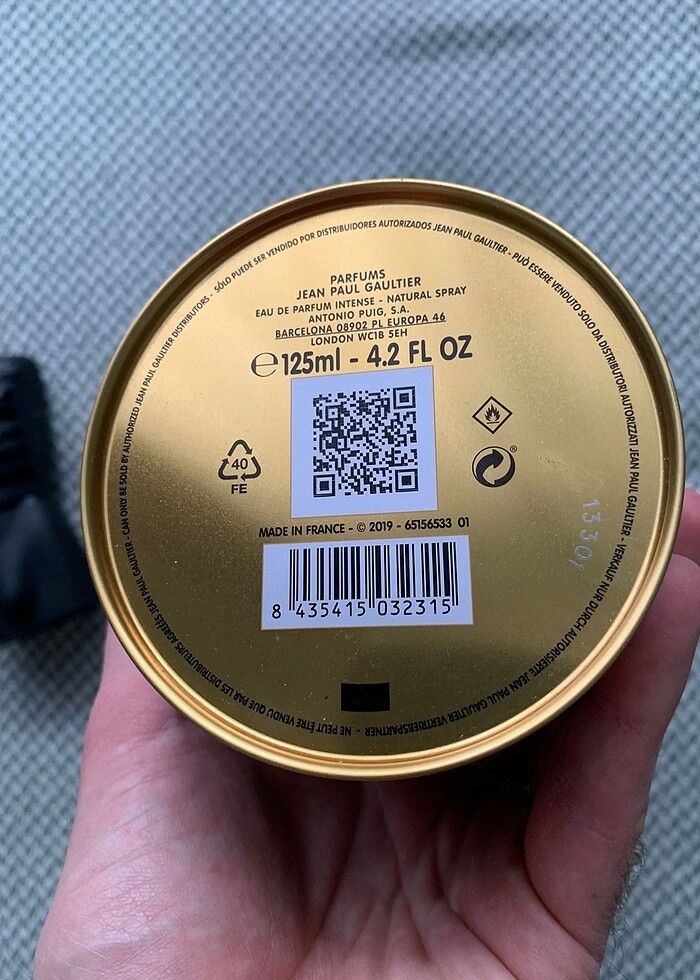 PARFUMS
JEAN PAUL GAULTIER
EAU DE PARFUM INTENSE - NATURAL SPRAY
ANTONIO PUIG, S.A.
BARCELONA 08902 PL EUROPA 46
LONDON WC1B 5EH
℮ 125ml - 4.2 FL OZ
40
FE
®
MADE IN FRANCE - © 2019 - 65156533 01
8 435415 032315
1330
CAN ONLY BE SOLD BY AUTHORIZED JEAN PAUL GAULTIER DISTRIBUTORS - SÓLO PUEDE SER VENDIDO POR DISTRIBUIDORES AUTORIZADOS JEAN PAUL GAULTIER - PUÒ ESSERE VENDUTO SOLO DA DISTRIBUTORI AUTORIZZATI JEAN PAUL GAULTIER - VERKAUF NUR DURCH AUTORISIERTE JEAN PAUL GAULTIER VERTRIEBSPARTNER - NE PEUT ÊTRE VENDU QUE PAR LES DISTRIBUTEURS AGRÉÉS JEAN PAUL GAULTIER -